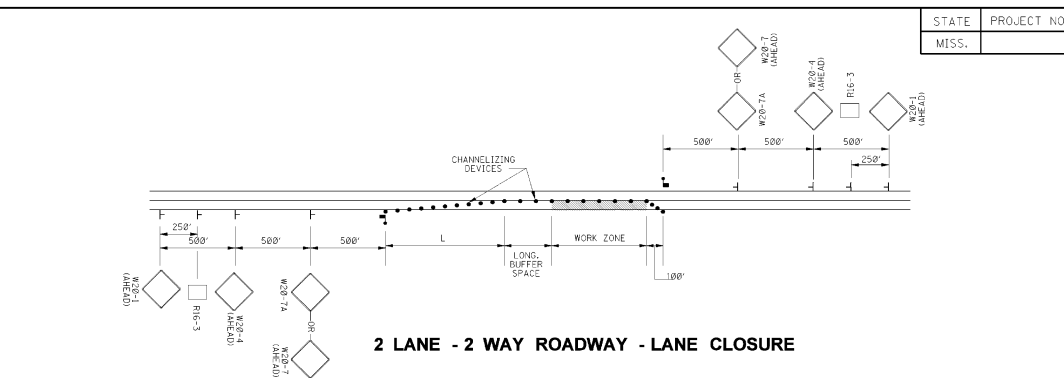 STATE PROJECT NO
MISS.
W20-7
(AHEAD)
OR
W20-7A
W20-4
(AHEAD)
R16-3
W20-1
(AHEAD)
500'
500'
500'
250'
CHANNELIZING
DEVICES
250'
500'
500'
500'
L
LONG.
BUFFER
SPACE
WORK ZONE
100'
W20-1
(AHEAD)
R16-3
W20-4
(AHEAD)
W20-7A
OR
W20-7
(AHEAD)
2 LANE - 2 WAY ROADWAY - LANE CLOSURE